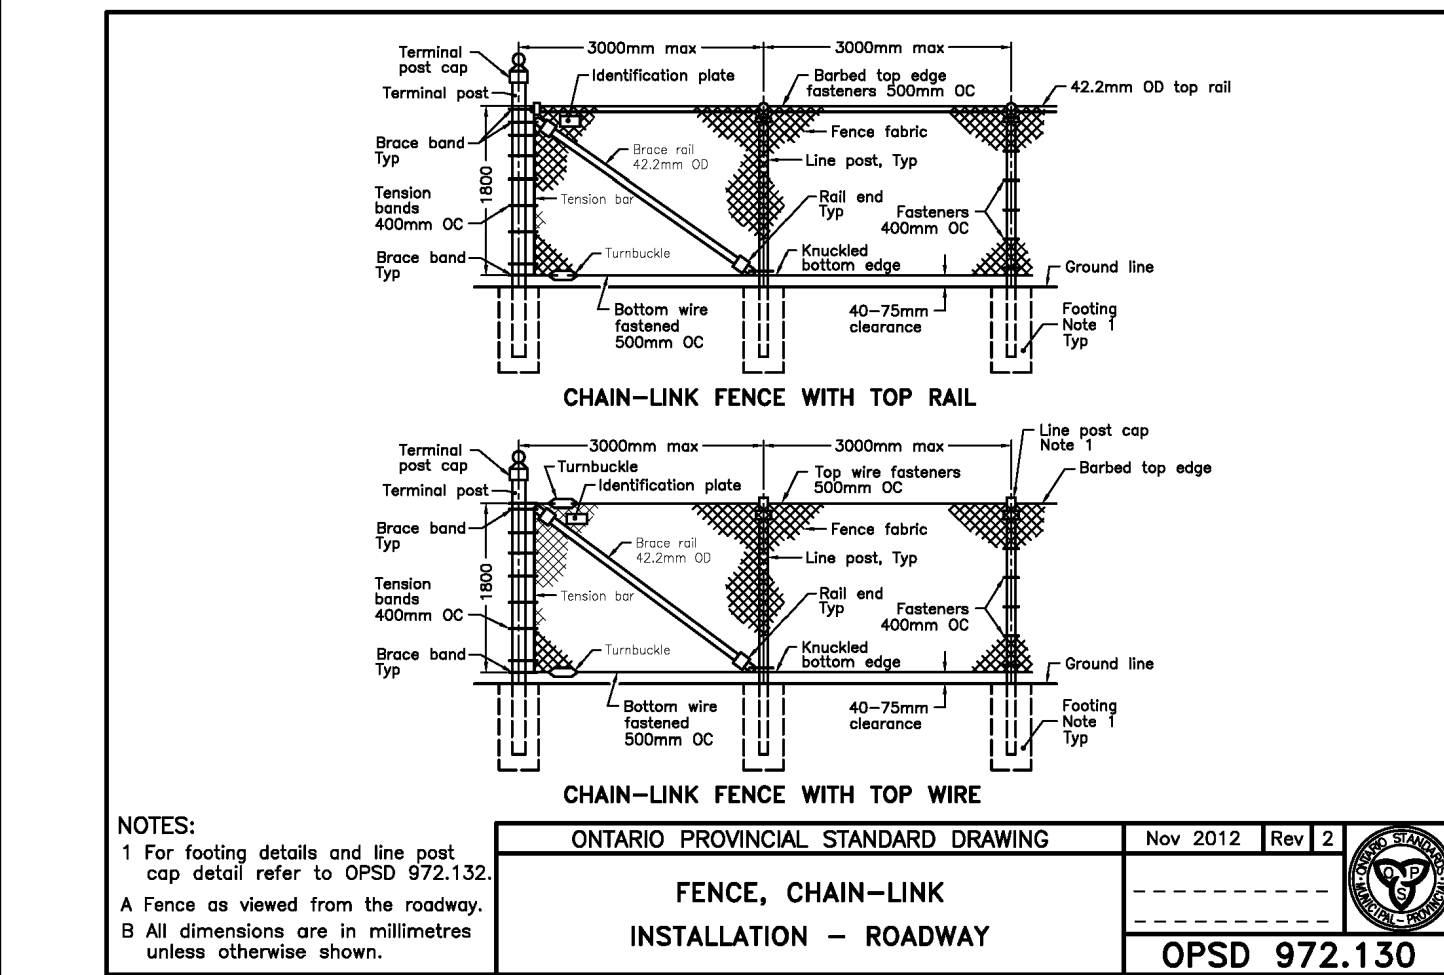 3000mm max
3000mm max
Terminal
post cap
Identification plate
Barbed top edge
fasteners 500mm OC
42.2mm OD top rail
Terminal post
Fence fabric
Brace band
Typ
Brace rail
42.2mm OD
Line post, Typ
1800
Tension
bands
400mm OC
Tension bar
Rail end
Typ
Fasteners
400mm OC
Brace band
Typ
Turnbuckle
Knuckled
bottom edge
Ground line
Bottom wire
fastened
500mm OC
40-75mm
clearance
Footing
Note 1
Typ
CHAIN-LINK FENCE WITH TOP RAIL
3000mm max
3000mm max
Line post cap
Note 1
Terminal
post cap
Turnbuckle
Top wire fasteners
500mm OC
Barbed top edge
Terminal post
Identification plate
Brace band
Typ
Fence fabric
Brace rail
42.2mm OD
Line post, Typ
1800
Tension
bands
400mm OC
Tension bar
Rail end
Typ
Fasteners
400mm OC
Brace band
Typ
Turnbuckle
Knuckled
bottom edge
Ground line
Bottom wire
fastened
500mm OC
40-75mm
clearance
Footing
Note 1
Typ
CHAIN-LINK FENCE WITH TOP WIRE
NOTES:
1 For footing details and line post
cap detail refer to OPSD 972.132.
A Fence as viewed from the roadway.
B All dimensions are in millimetres
unless otherwise shown.
ONTARIO PROVINCIAL STANDARD DRAWING
Nov 2012 Rev 2
FENCE, CHAIN-LINK
INSTALLATION - ROADWAY
ONTARIO STANDARDS
MUNICIPAL - PROVINCIAL
O P S
OPSD 972.130